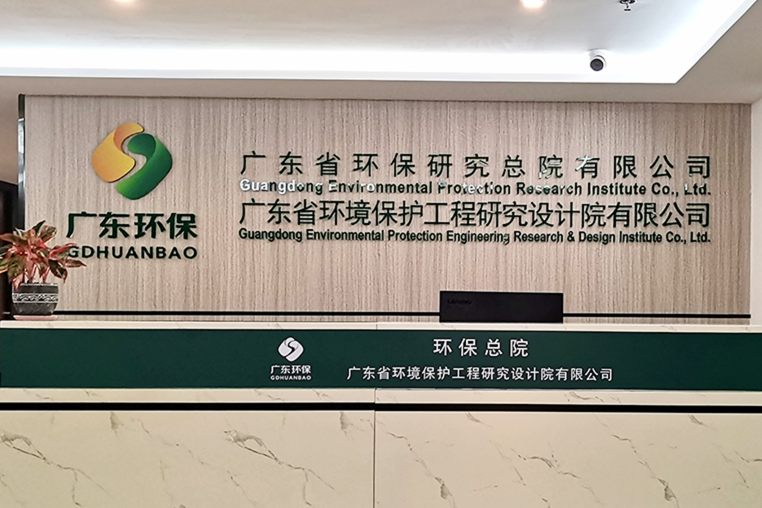 广东省环保研究总院有限公司
Guangdong Environmental Protection Research Institute Co., Ltd.
广东省环境保护工程研究设计院有限公司
Guangdong Environmental Protection Engineering Research & Design Institute Co., Ltd.
广东环保
GDHUANBAO
Lenovo
环保总院
广东环保
GDHUANBAO
广东省环境保护工程研究设计院有限公司